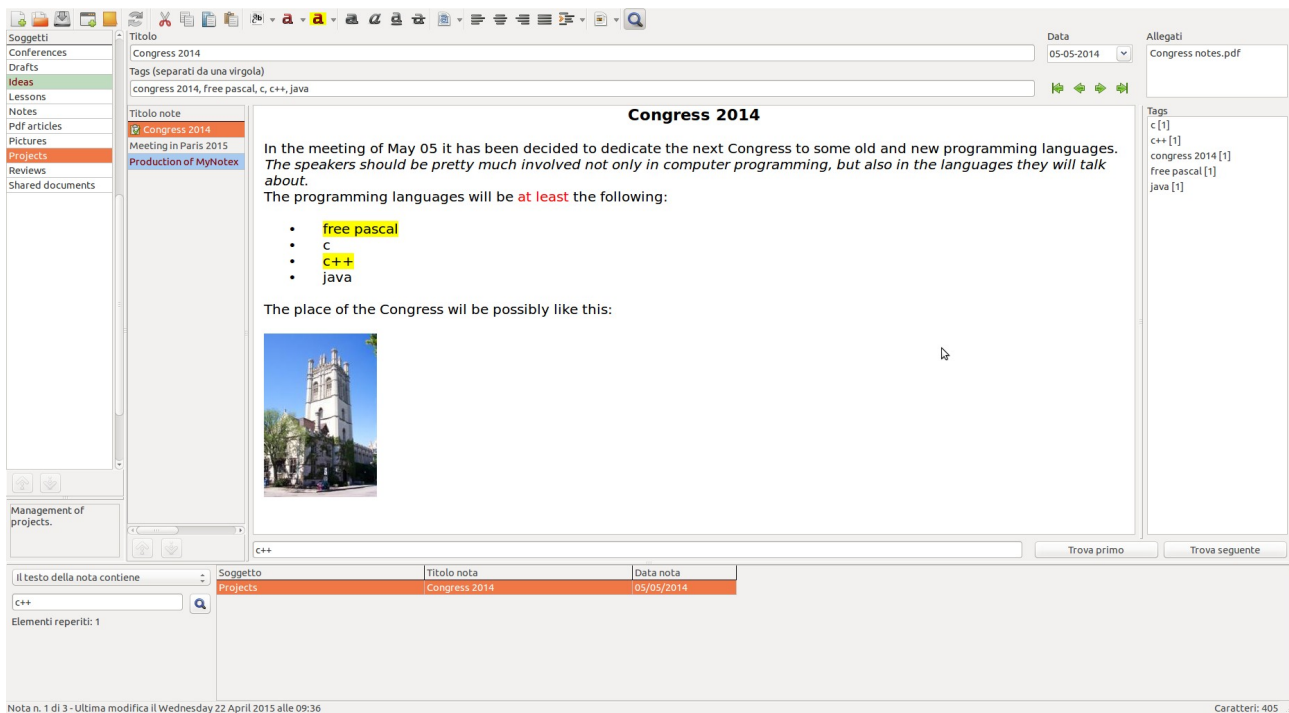 Soggetti
Conferences
Drafts
Ideas
Lessons
Notes
Pdf articles
Pictures
Projects
Reviews
Shared documents
Management of
projects.
Titolo
Congress 2014
Tags (separati da una virgola)
congress 2014, free pascal, c, c++, java
Data
05-05-2014
Allegati
Congress notes.pdf
Titolo note
Congress 2014
Meeting in Paris 2015
Production of MyNotex
Congress 2014
In the meeting of May 05 it has been decided to dedicate the next Congress to some old and new programming languages.
The speakers should be pretty much involved not only in computer programming, but also in the languages they will talk
about.
The programming languages will be at least the following:
• free pascal
• c
• c++
• java
The place of the Congress wil be possibly like this:
Tags
c [1]
c++ [1]
congress 2014 [1]
free pascal [1]
java [1]
c++
Trova primo
Trova seguente
Il testo della nota contiene
c++
Elementi reperiti: 1
Soggetto Titolo nota Data nota
Projects Congress 2014 05/05/2014
Nota n. 1 di 3 - Ultima modifica il Wednesday 22 April 2015 alle 09:36
Caratteri: 405